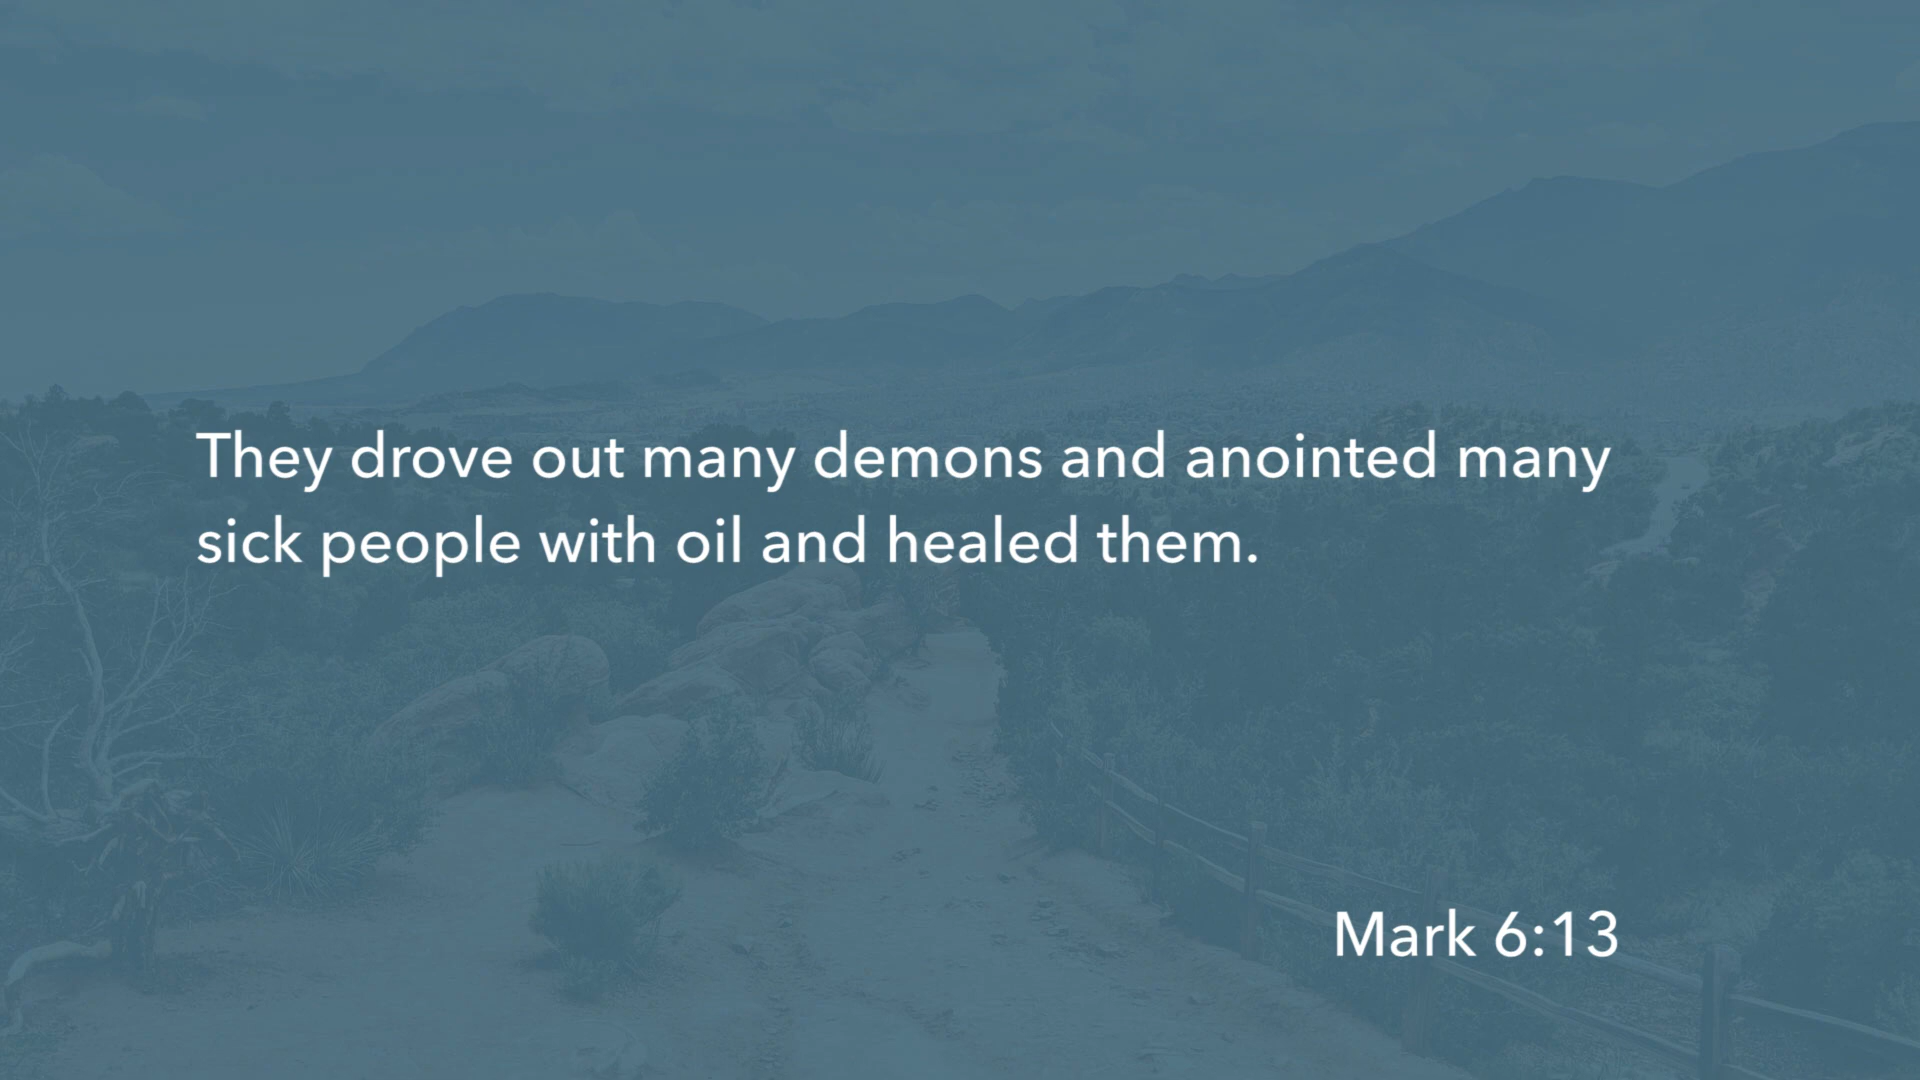 They drove out many demons and anointed many
sick people with oil and healed them.
Mark 6:13